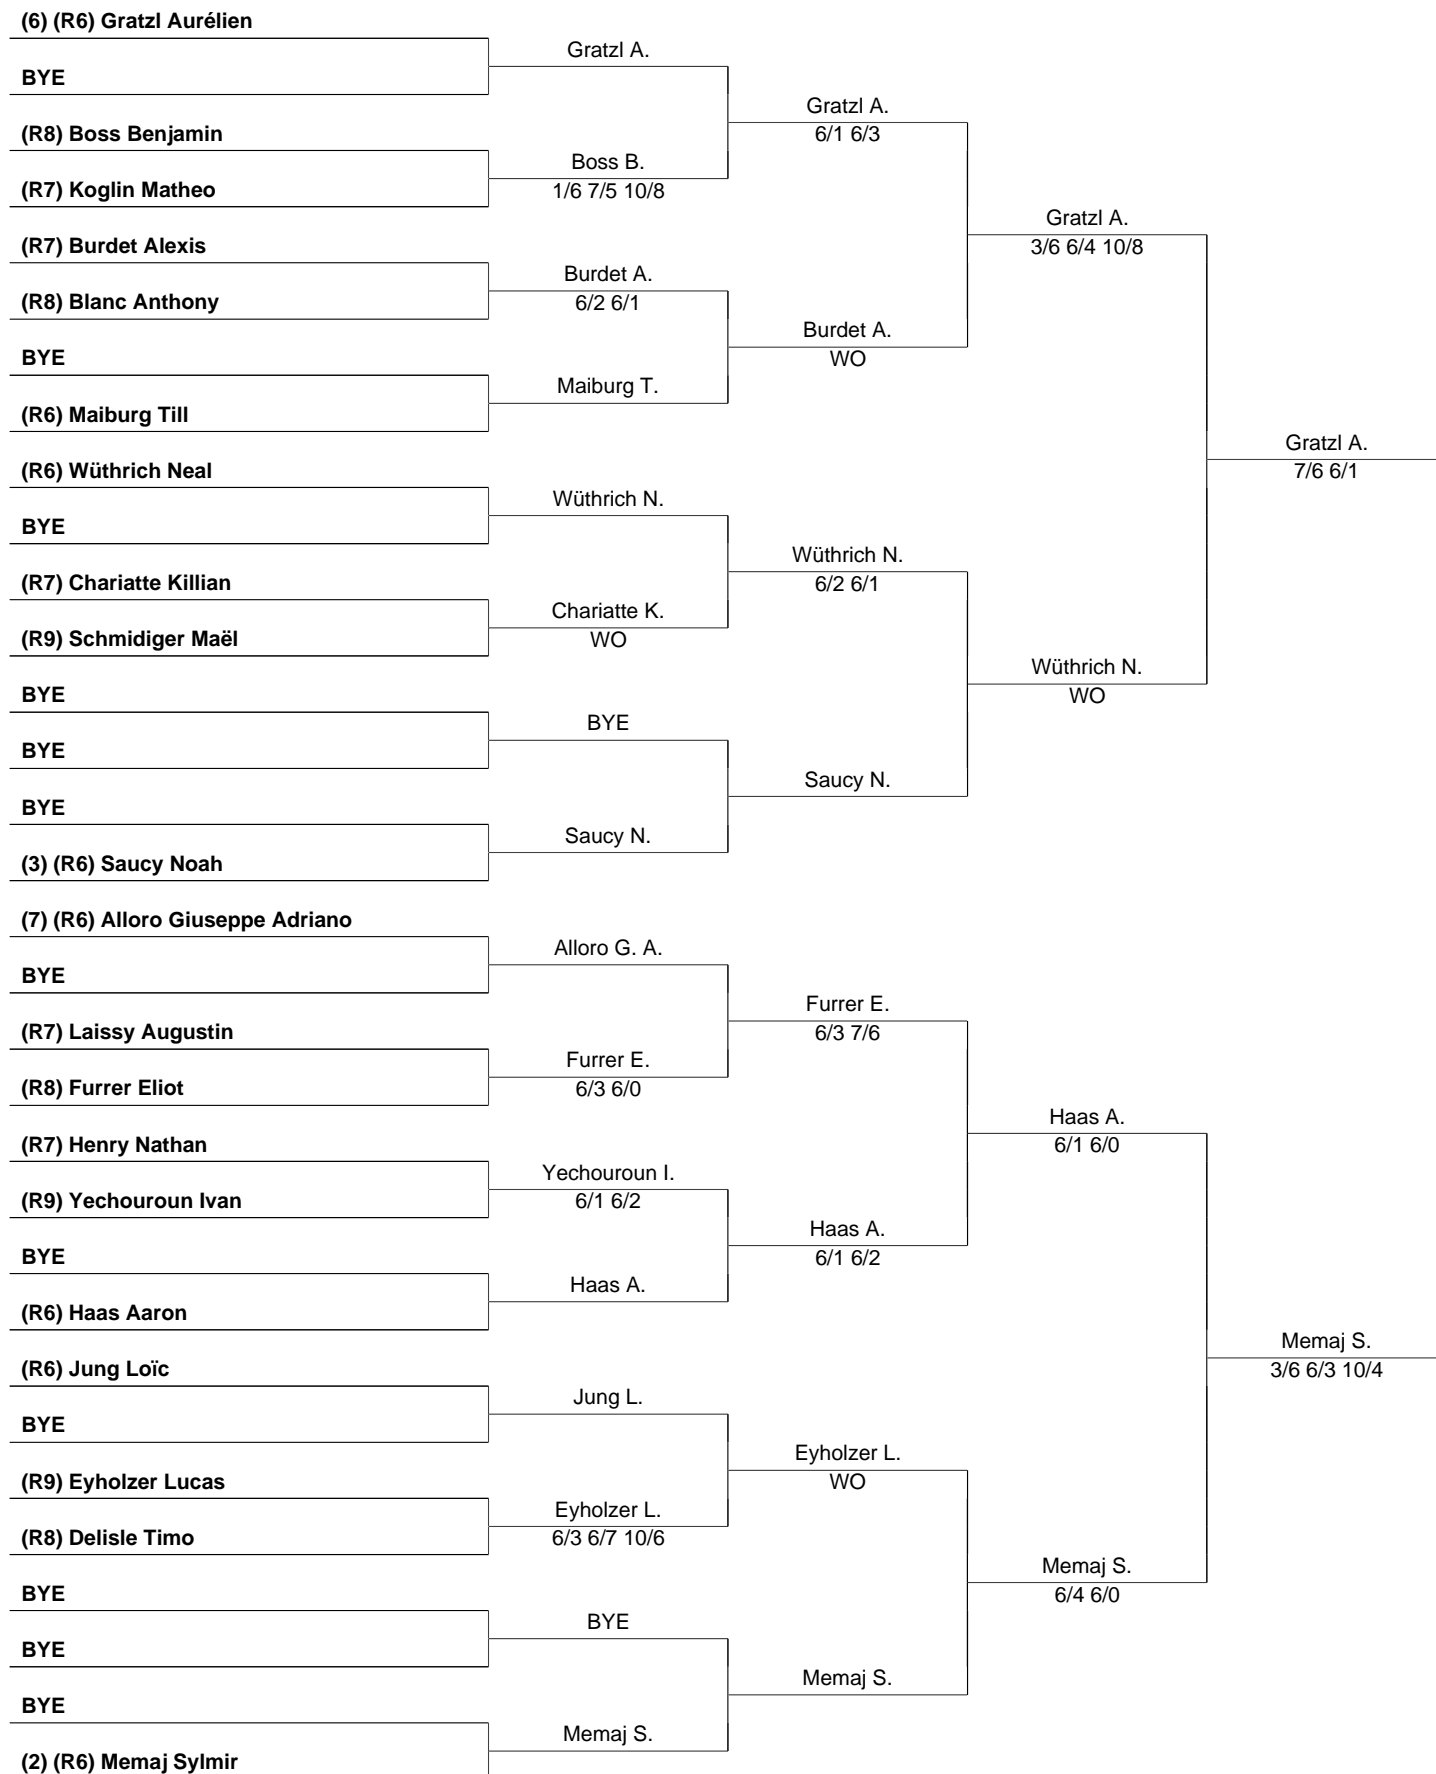 (6) (R6) Gratzl Aurélien
BYE
(R8) Boss Benjamin
(R7) Koglin Matheo
(R7) Burdet Alexis
(R8) Blanc Anthony
BYE
(R6) Maiburg Till
(R6) Wüthrich Neal
BYE
(R7) Chariatte Killian
(R9) Schmidiger Maël
BYE
BYE
BYE
(3) (R6) Saucy Noah
(7) (R6) Alloro Giuseppe Adriano
BYE
(R7) Laissy Augustin
(R8) Furrer Eliot
(R7) Henry Nathan
(R9) Yechouroun Ivan
BYE
(R6) Haas Aaron
(R6) Jung Loïc
BYE
(R9) Eyholzer Lucas
(R8) Delisle Timo
BYE
BYE
BYE
(2) (R6) Memaj Sylmir
Gratzl A.
Boss B.
1/6 7/5 10/8
Burdet A.
6/2 6/1
Maiburg T.
Wüthrich N.
Chariatte K.
WO
BYE
Saucy N.
Alloro G. A.
Furrer E.
6/3 6/0
Yechouroun I.
6/1 6/2
Haas A.
Jung L.
Eyholzer L.
6/3 6/7 10/6
BYE
Memaj S.
Gratzl A.
6/1 6/3
Burdet A.
WO
Wüthrich N.
6/2 6/1
Saucy N.
Furrer E.
6/3 7/6
Haas A.
6/1 6/2
Eyholzer L.
WO
Memaj S.
Gratzl A.
3/6 6/4 10/8
Wüthrich N.
WO
Haas A.
6/1 6/0
Memaj S.
6/4 6/0
Gratzl A.
7/6 6/1
Memaj S.
3/6 6/3 10/4